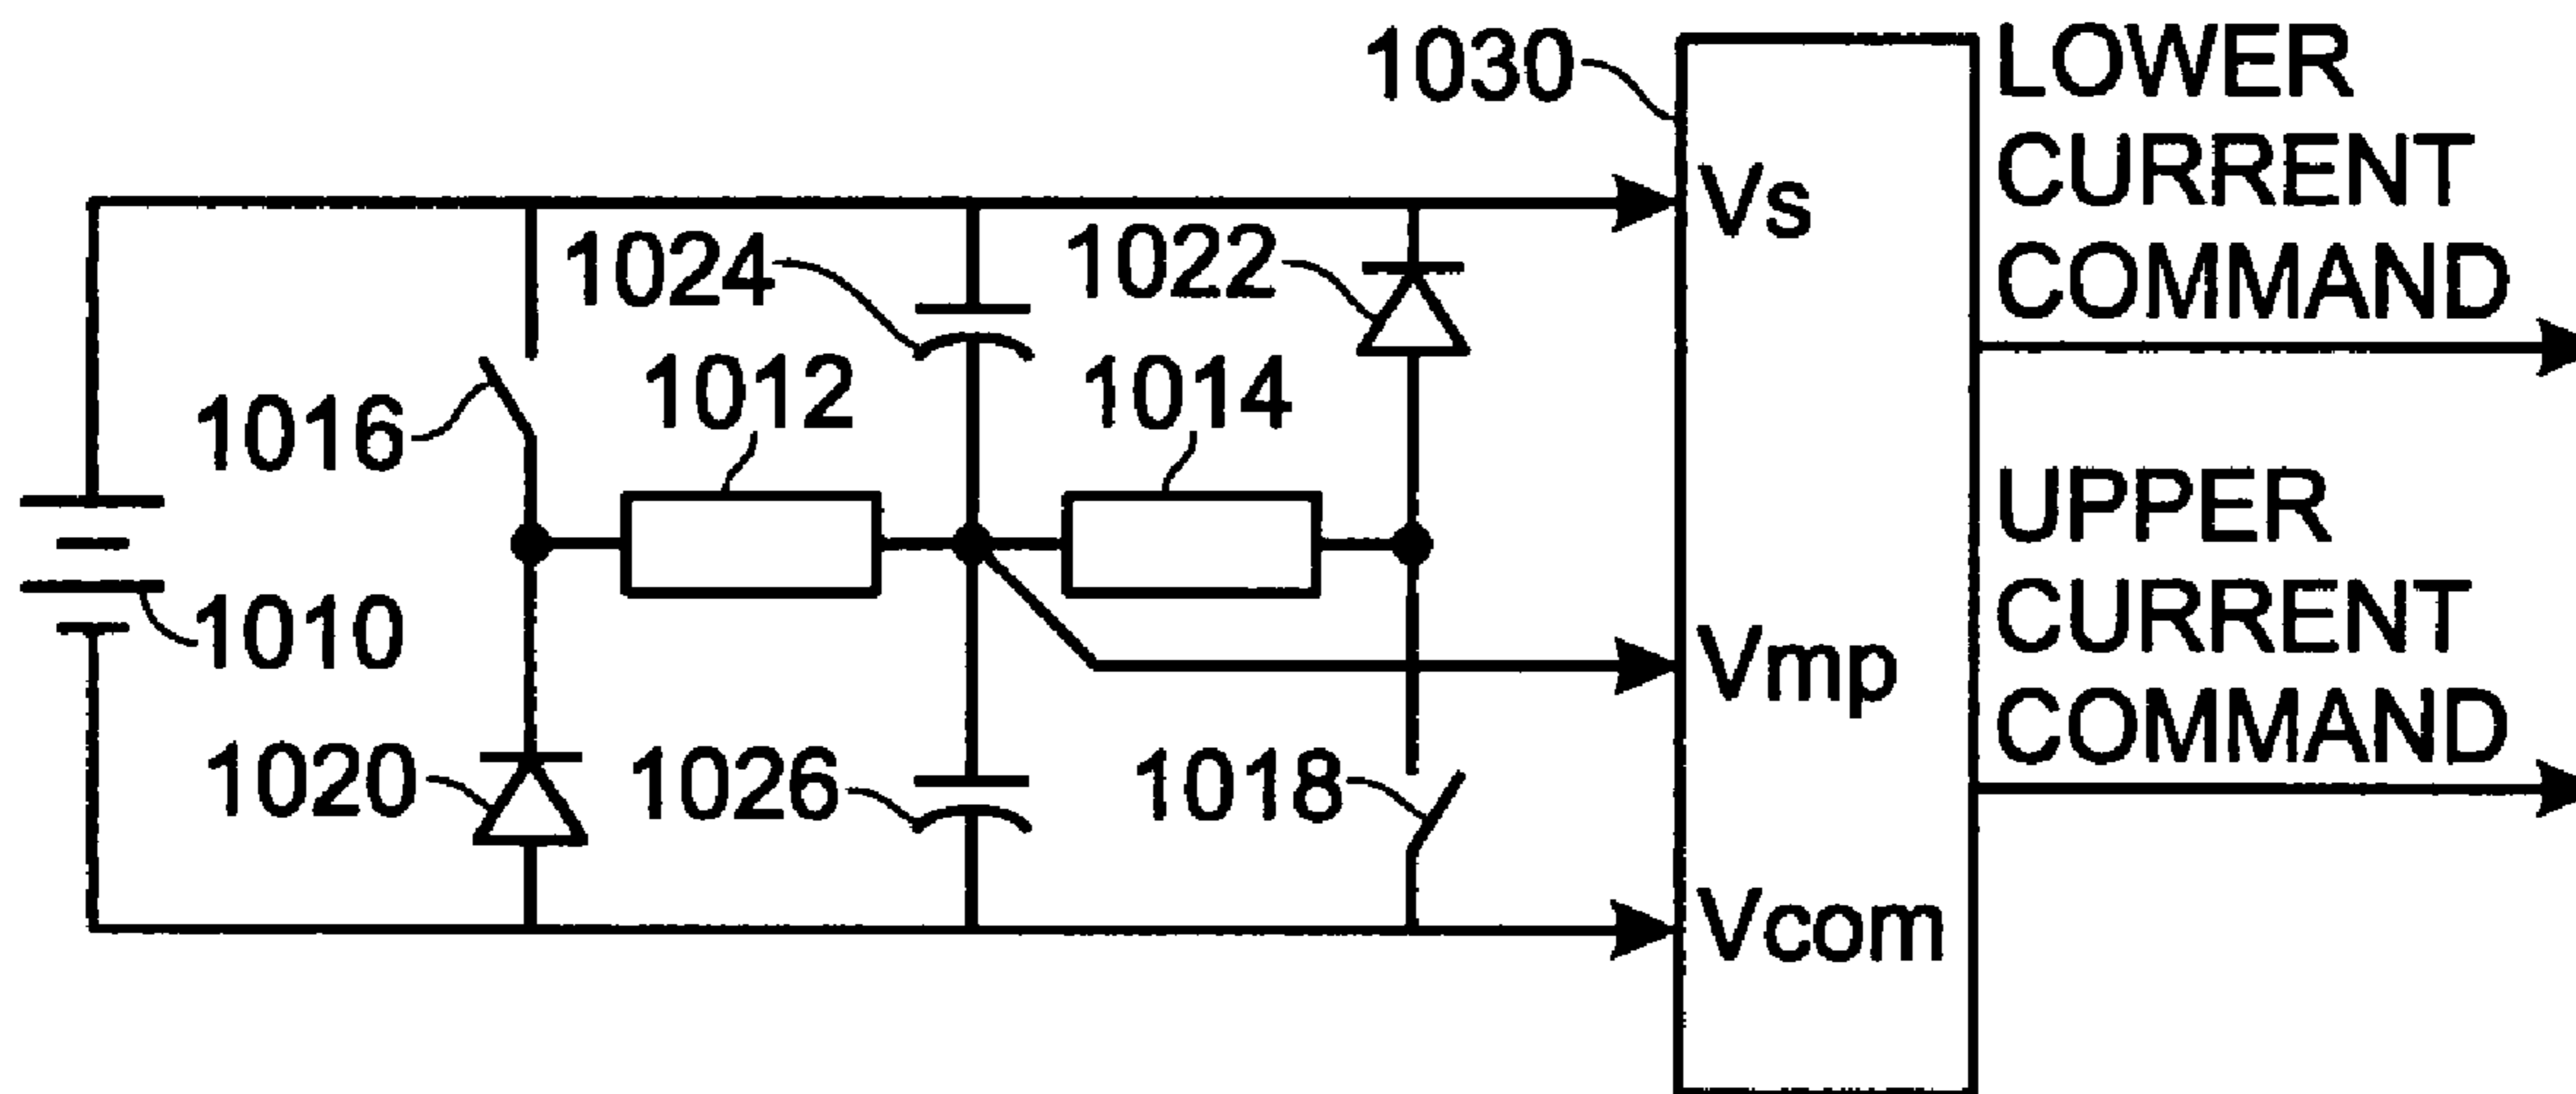 1030
LOWER
CURRENT
COMMAND
Vs
1024
1022
1016
1012
1014
UPPER
CURRENT
COMMAND
1010
Vmp
1020
1026
1018
Vcom